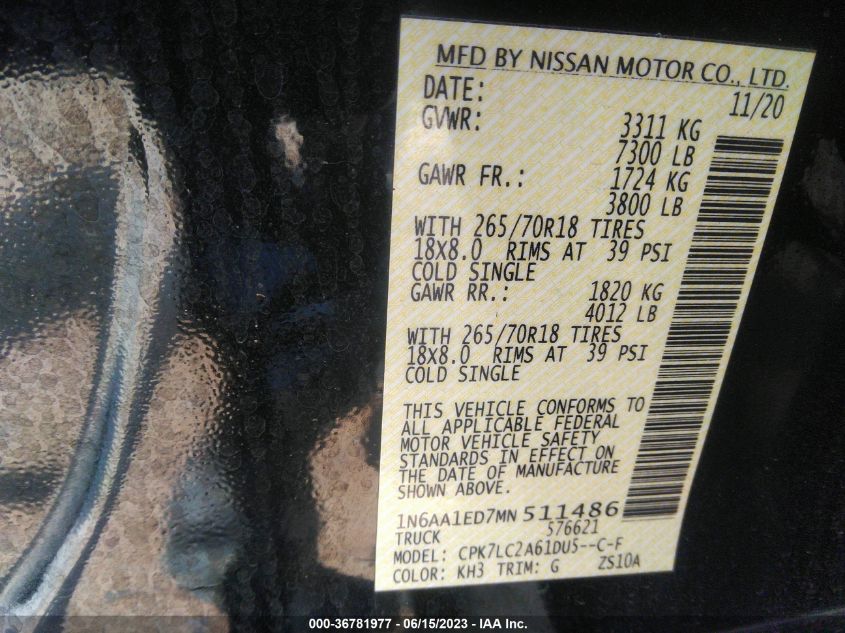 MFD BY NISSAN MOTOR CO., LTD.
DATE: 11/20
GVWR: 3311 KG
7300 LB
GAWR FR.: 1724 KG
3800 LB
WITH 265/70R18 TIRES
18X8.0 RIMS AT 39 PSI
COLD SINGLE
GAWR RR.: 1820 KG
4012 LB
WITH 265/70R18 TIRES
18X8.0 RIMS AT 39 PSI
COLD SINGLE
THIS VEHICLE CONFORMS TO
ALL APPLICABLE FEDERAL
MOTOR VEHICLE SAFETY
STANDARDS IN EFFECT ON
THE DATE OF MANUFACTURE
SHOWN ABOVE.
1N6AA1ED7MN 511486
TRUCK 576621
MODEL: CPK7LC2A61DU5--C-F
COLOR: KH3 TRIM: G ZS10A
000-36781977 - 06/15/2023 - IAA Inc.